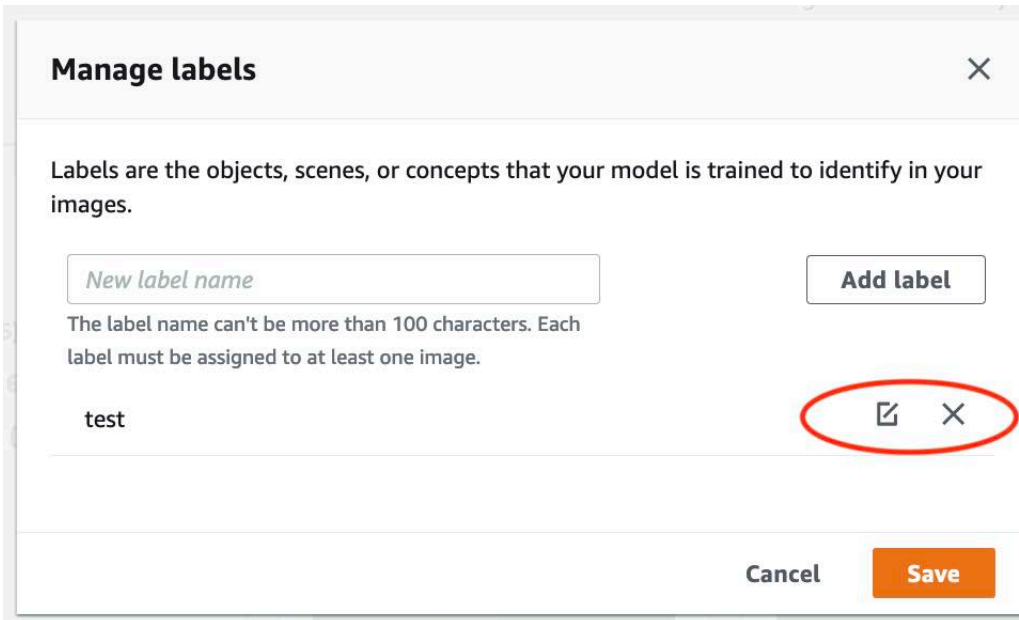 Manage labels
Labels are the objects, scenes, or concepts that your model is trained to identify in your
images.
New label name
Add label
The label name can't be more than 100 characters. Each
label must be assigned to at least one image.
test
Cancel
Save